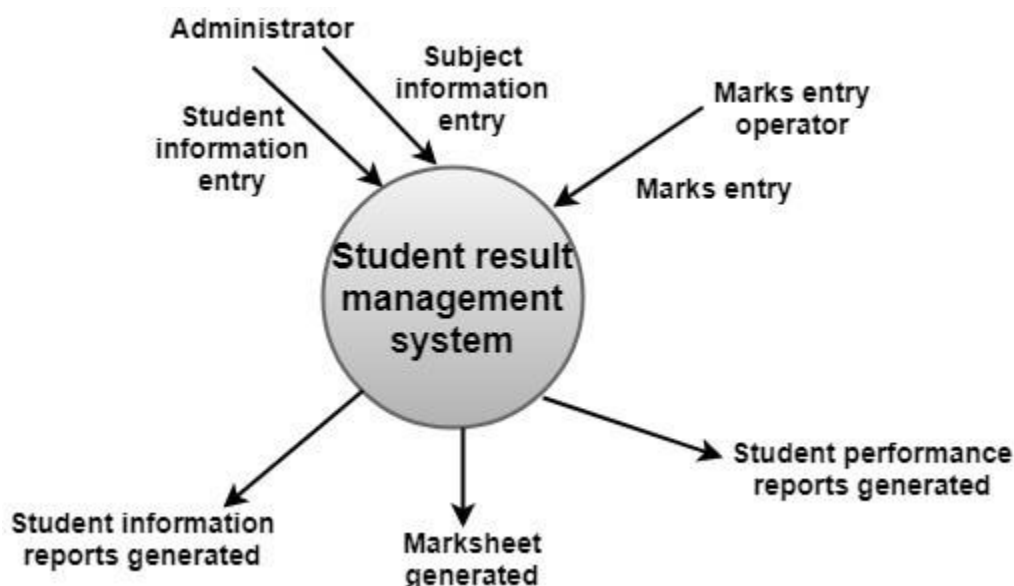 Administrator
Subject
information
entry
Student
information
entry
Marks entry
operator
Marks entry
Student result
management
system
Student performance
reports generated
Student information
reports generated
Marksheet
generated